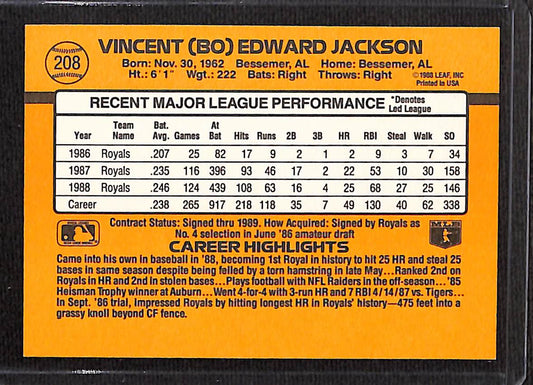 208
VINCENT (BO) EDWARD JACKSON
Born: Nov. 30, 1962 Bessemer, AL Home: Bessemer, AL
Ht.: 6'1" Wgt.: 222 Bats: Right Throws: Right
© 1988 LEAF, INC
Printed in USA
RECENT MAJOR LEAGUE PERFORMANCE *Denotes Led League
Year Team Name Bat. Avg. Games At Bat Hits Runs 2B 3B HR RBI Steal Walk SO
1986 Royals .207 25 82 17 9 2 1 2 9 3 7 34
1987 Royals .235 116 396 93 46 17 2 22 53 10 30 158
1988 Royals .246 124 439 108 63 16 4 25 68 27 25 146
Career .238 265 917 218 118 35 7 49 130 40 62 338
Contract Status: Signed thru 1989. How Acquired: Signed by Royals as
No. 4 selection in June '86 amateur draft
CAREER HIGHLIGHTS
Came into his own in baseball in '88, becoming 1st Royal in history to hit 25 HR and steal 25
bases in same season despite being felled by a torn hamstring in late May...Ranked 2nd on
Royals in HR and 2nd in stolen bases...Plays football with NFL Raiders in the off-season...'85
Heisman Trophy winner at Auburn...Went 4-for-4 with 3-run HR and 7 RBI 4/14/87 vs. Tigers...
In Sept. '86 trial, impressed Royals by hitting longest HR in Royals' history—475 feet into a
grassy knoll beyond CF fence.